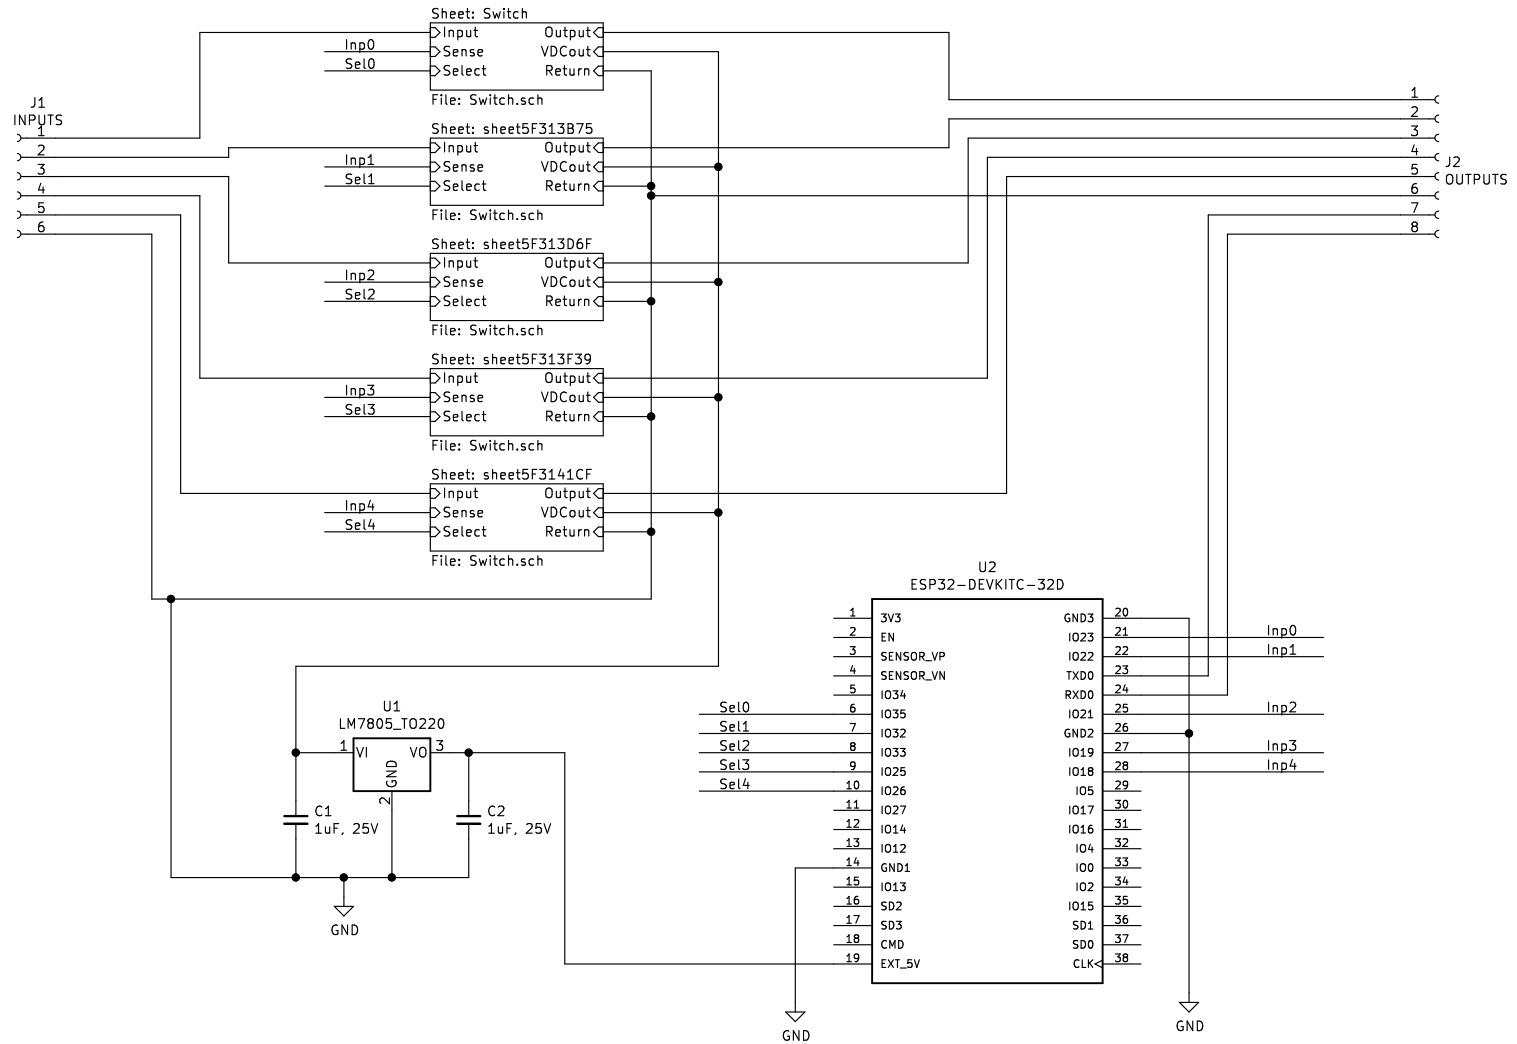 Sheet: Switch
Input Output
Inp0 Sense VDCout
Sel0 Select Return
File: Switch.sch
J1
INPUTS
1
2
3
4
5
6
Sheet: sheet5F313B75
Input Output
Inp1 Sense VDCout
Sel1 Select Return
File: Switch.sch
1
2
3
4
5
6
7
8
J2
OUTPUTS
Sheet: sheet5F313D6F
Input Output
Inp2 Sense VDCout
Sel2 Select Return
File: Switch.sch
Sheet: sheet5F313F39
Input Output
Inp3 Sense VDCout
Sel3 Select Return
File: Switch.sch
Sheet: sheet5F3141CF
Input Output
Inp4 Sense VDCout
Sel4 Select Return
File: Switch.sch
U1
LM7805_TO220
1 VI VO 3
GND
2
C1
1uF, 25V
C2
1uF, 25V
GND
U2
ESP32-DEVKITC-32D
1 3V3 GND3 20
2 EN IO23 21 Inp0
3 SENSOR_VP IO22 22 Inp1
4 SENSOR_VN TXD0 23
5 IO34 RXD0 24
Sel0 6 IO35 IO21 25 Inp2
Sel1 7 IO32 GND2 26
Sel2 8 IO33 IO19 27 Inp3
Sel3 9 IO25 IO18 28 Inp4
Sel4 10 IO26 IO5 29
11 IO27 IO17 30
12 IO14 IO16 31
13 IO12 IO4 32
14 GND1 IO0 33
15 IO13 IO2 34
16 SD2 IO15 35
17 SD3 SD1 36
18 CMD SD0 37
19 EXT_5V CLK 38
GND
GND